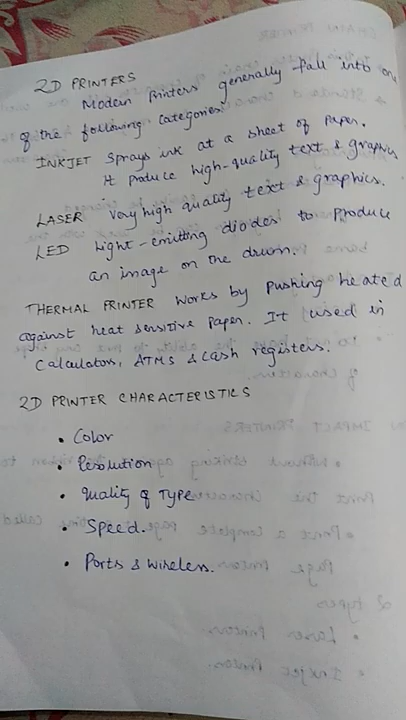 2D PRINTERS
Modern Printers generally fall into one
of the following categories.
INKJET Sprays ink at a sheet of paper.
It produce high-quality text & graphics
LASER Very high quality text & graphics.
LED Light-emitting diodes to produce
an image on the drum.
THERMAL PRINTER Works by pushing heated
against heat sensitive paper. It used in
Calculators, ATMs & Cash registers.
2D PRINTER CHARACTERISTICS
• Color
• Resolution
• Quality of TYPE
• Speed.
• Ports & wireless.